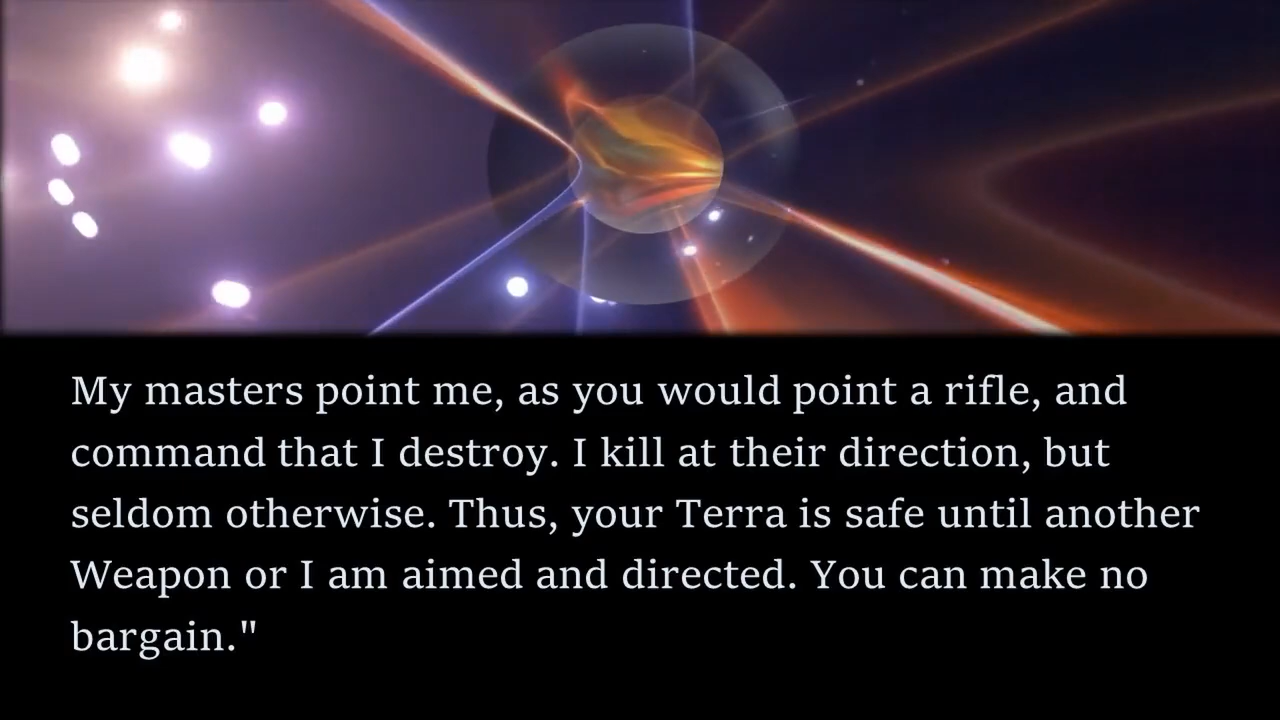 My masters point me, as you would point a rifle, and
command that I destroy. I kill at their direction, but
seldom otherwise. Thus, your Terra is safe until another
Weapon or I am aimed and directed. You can make no
bargain."